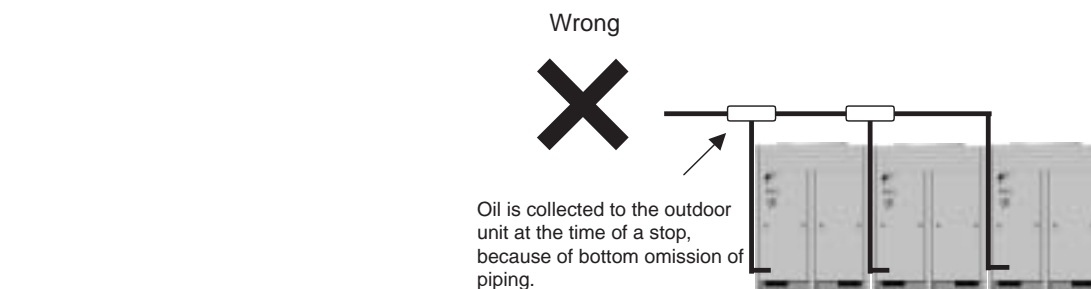 Wrong
Oil is collected to the outdoor
unit at the time of a stop,
because of bottom omission of
piping.